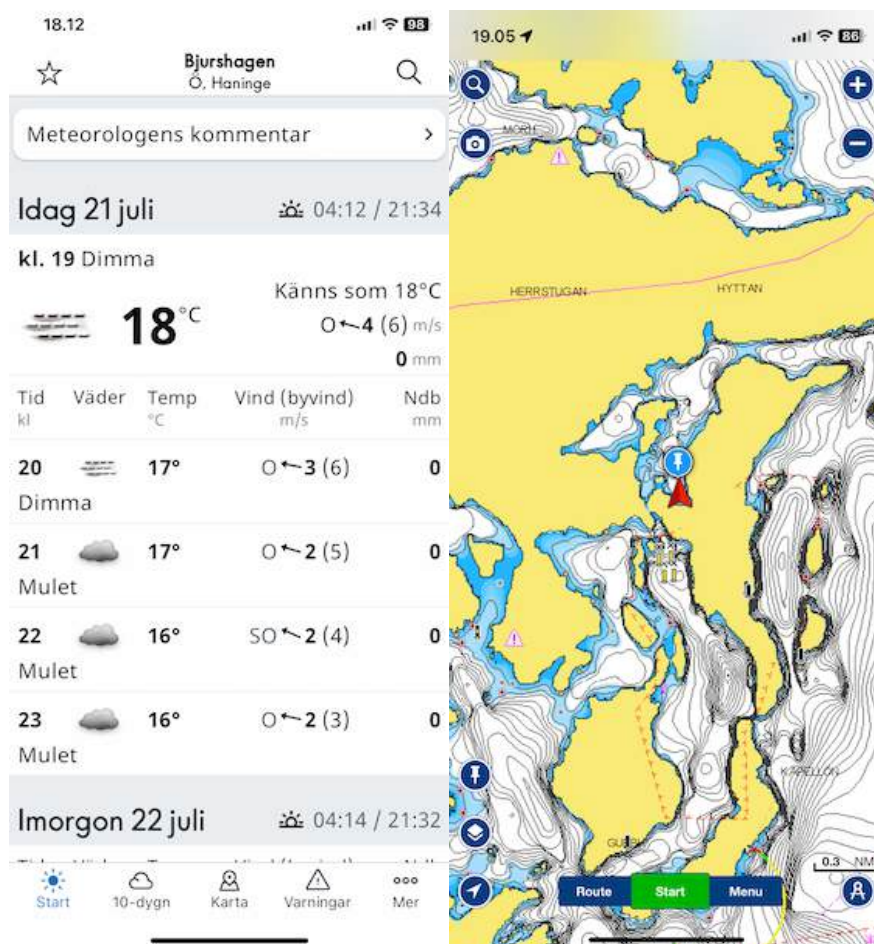 18.12
98
Bjurshagen
Ö, Haninge
Meteorologens kommentar
Idag 21 juli
04:12 / 21:34
kl. 19 Dimma
18°C
Känns som 18°C
O 4 (6) m/s
0 mm
Tid Väder Temp Vind (byvind) Ndb
kl °C m/s mm
20 17° O 3 (6) 0
Dimma
21 17° O 2 (5) 0
Mulet
22 16° SO 2 (4) 0
Mulet
23 16° O 2 (3) 0
Mulet
Imorgon 22 juli
04:14 / 21:32
Start 10-dygn Karta Varningar Mer
19.05
86
HERRSTUGAN
HYTTAN
KAPELLÖN
0.3 NM
Route Start Menu